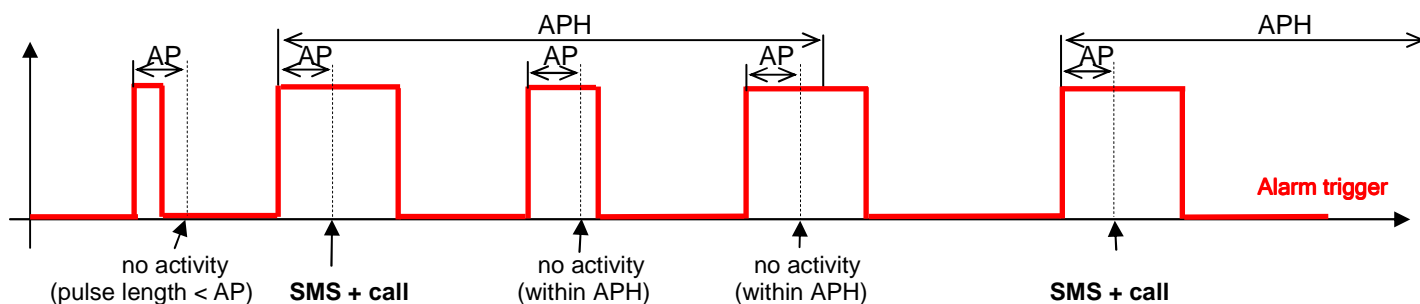 APH
APH
AP
AP
AP
AP
AP
Alarm trigger
no activity
(pulse length < AP)
SMS + call
no activity
(within APH)
no activity
(within APH)
SMS + call